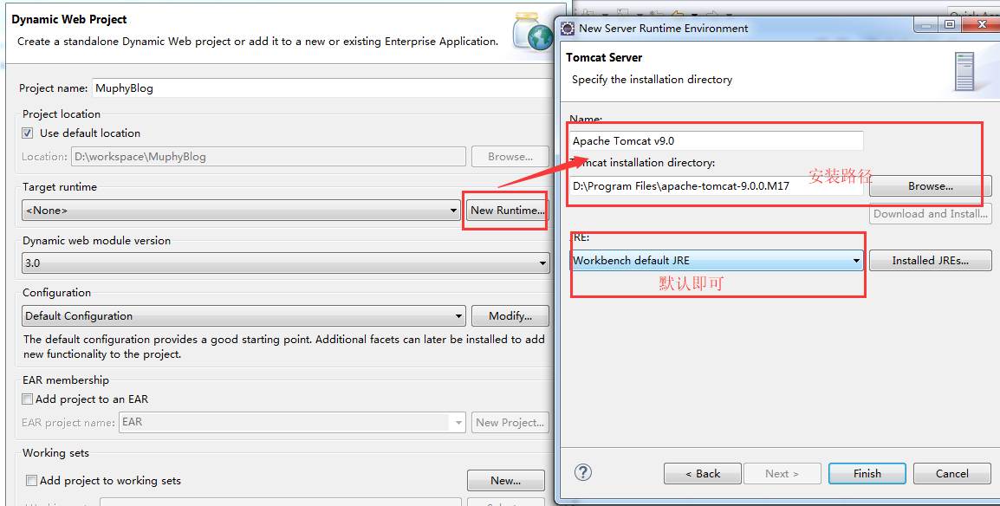 Dynamic Web Project
Create a standalone Dynamic Web project or add it to a new or existing Enterprise Application.
Project name: MuphyBlog
Project location
Use default location
Location: D:\workspace\MuphyBlog Browse...
Target runtime
<None> New Runtime...
Dynamic web module version
3.0
Configuration
Default Configuration Modify...
The default configuration provides a good starting point. Additional facets can later be installed to add
new functionality to the project.
EAR membership
Add project to an EAR
EAR project name: EAR New Project...
Working sets
Add project to working sets New...
New Server Runtime Environment
Tomcat Server
Specify the installation directory
Name:
Apache Tomcat v9.0
Tomcat installation directory:
D:\Program Files\apache-tomcat-9.0.0.M17 安装路径 Browse...
Download and Install...
JRE:
Workbench default JRE Installed JREs...
默认即可
< Back Next > Finish Cancel